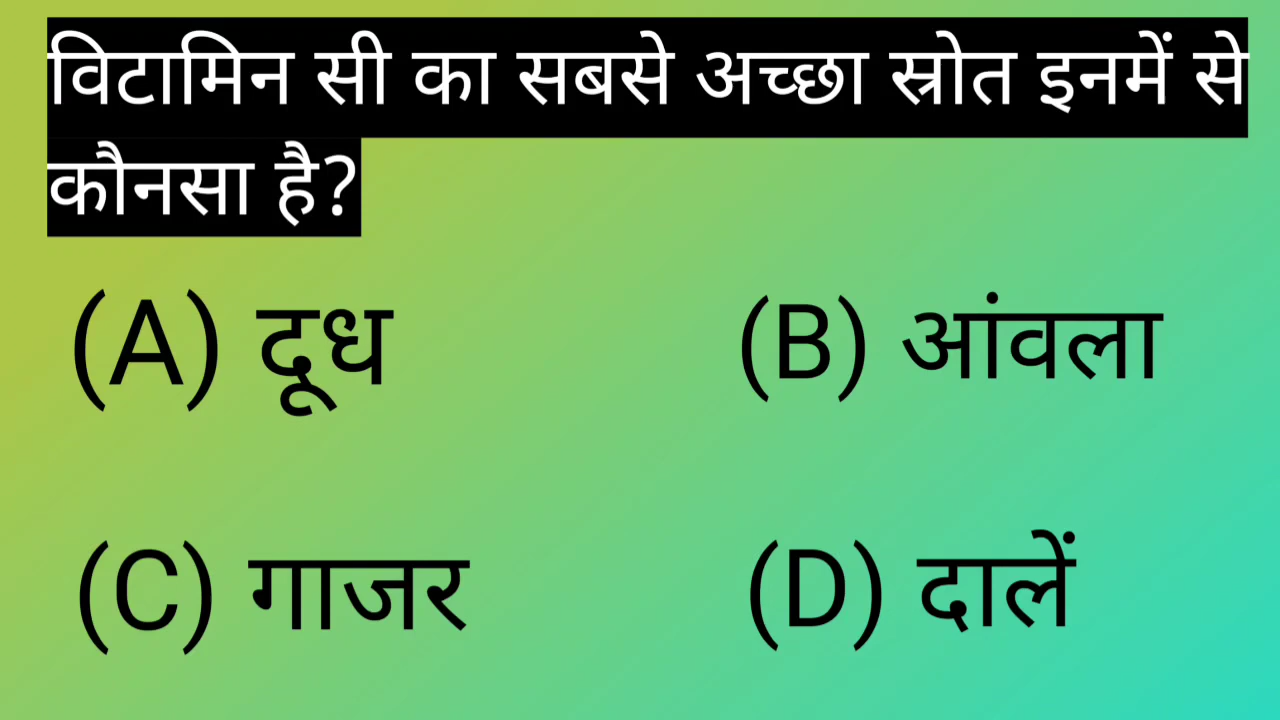 विटामिन सी का सबसे अच्छा स्रोत इनमें से
कौनसा है?
(A) दूध
(B) आंवला
(C) गाजर
(D) दालें